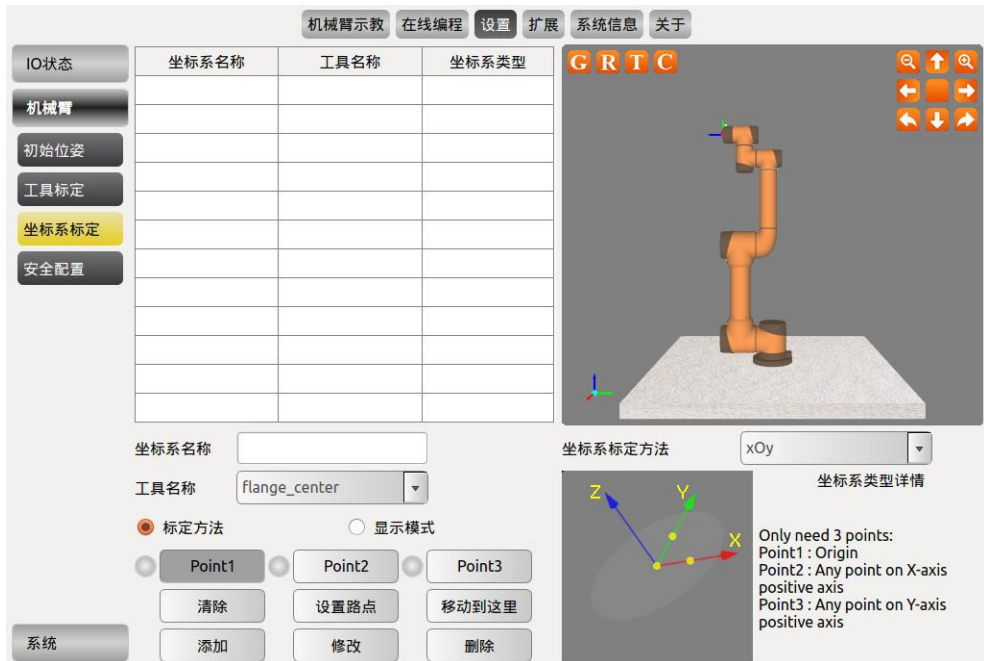 机械臂示教 在线编程 设置 扩展 系统信息 关于
IO状态
机械臂
初始位姿
工具标定
坐标系标定
安全配置
系统
坐标系名称 工具名称 坐标系类型
G R T C
坐标系名称
工具名称 flange_center
标定方法 显示模式
Point1 Point2 Point3
清除 设置路点 移动到这里
添加 修改 删除
坐标系标定方法 xOy
Z Y X
坐标系类型详情
Only need 3 points:
Point1 : Origin
Point2 : Any point on X-axis
positive axis
Point3 : Any point on Y-axis
positive axis